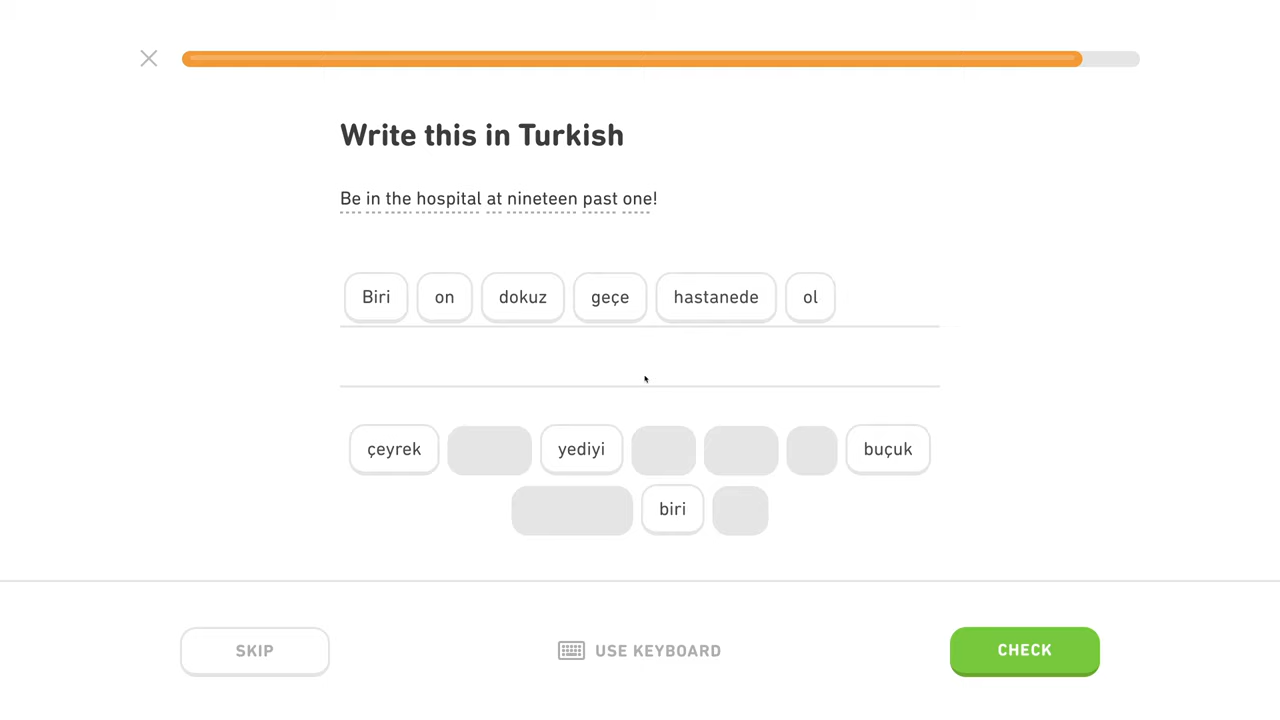 Write this in Turkish
Be in the hospital at nineteen past one!
Biri on dokuz geçe hastanede ol
çeyrek yediyi buçuk
biri
SKIP USE KEYBOARD CHECK